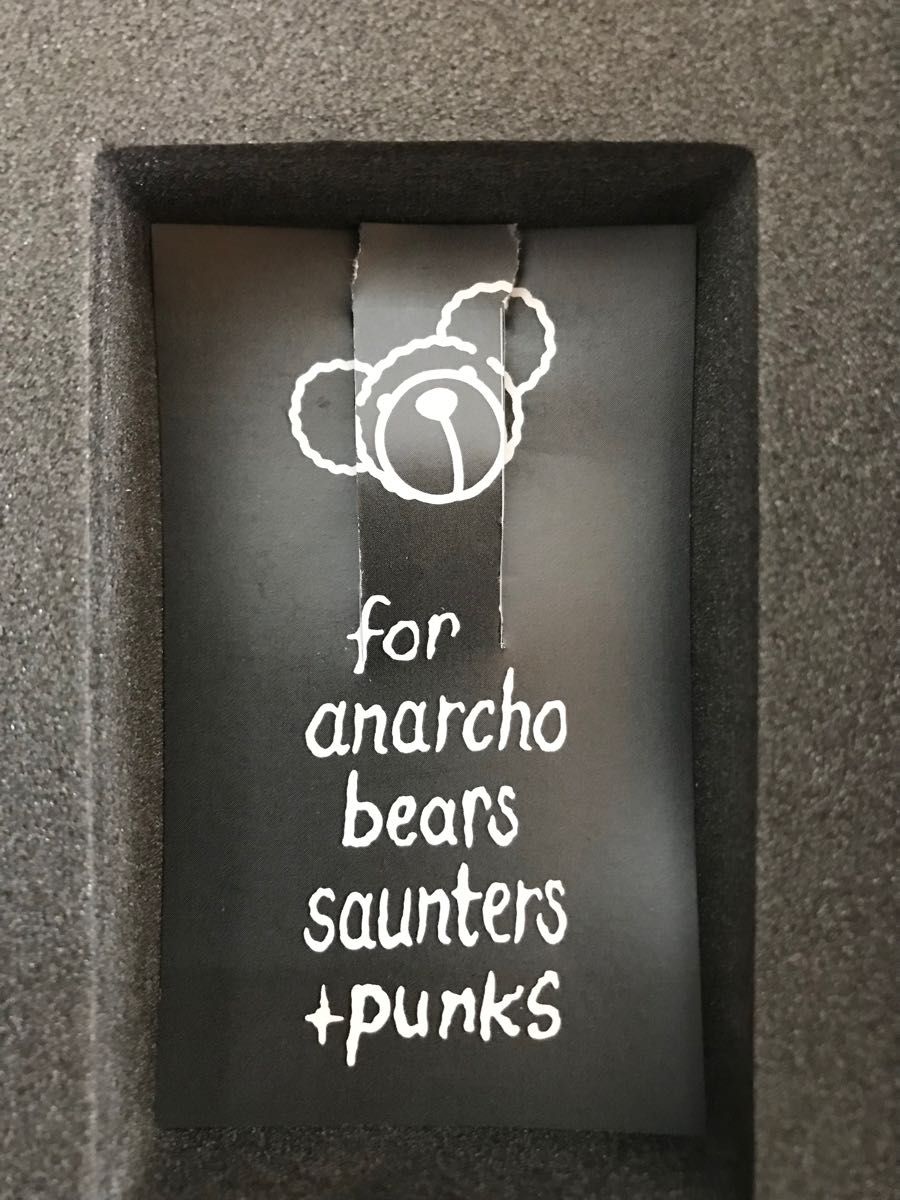 for
anarcho
bears
saunters
+punks